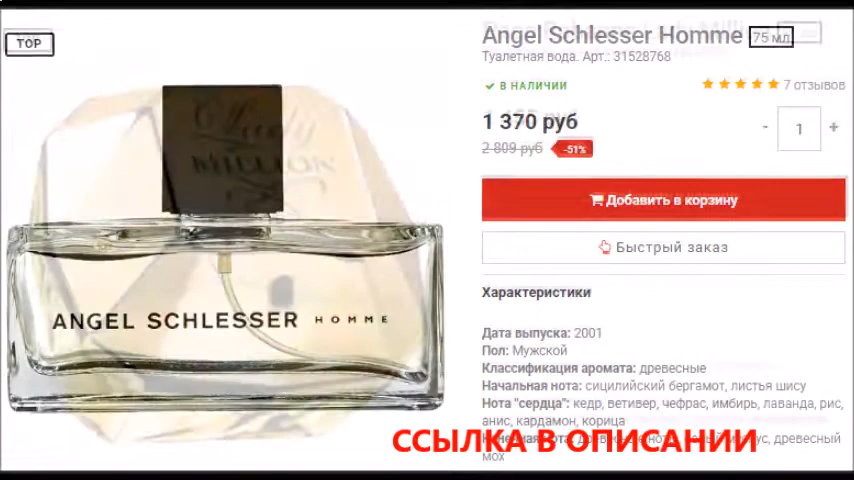 TOP
Angel Schlesser Homme 75 мл
Туалетная вода. Арт.: 31528768
В НАЛИЧИИ
7 отзывов
1 370 руб
2 809 руб -51%
- 1 +
Добавить в корзину
Быстрый заказ
Характеристики
Дата выпуска: 2001
Пол: Мужской
Классификация аромата: древесные
Начальная нота: сицилийский бергамот, листья шису
Нота "сердца": кедр, ветивер, чефрас, имбирь, лаванда, рис,
анис, кардамон, корица
древесный
мох
ССЫЛКА В ОПИСАНИИ
MILLION
ANGEL SCHLESSER HOMME